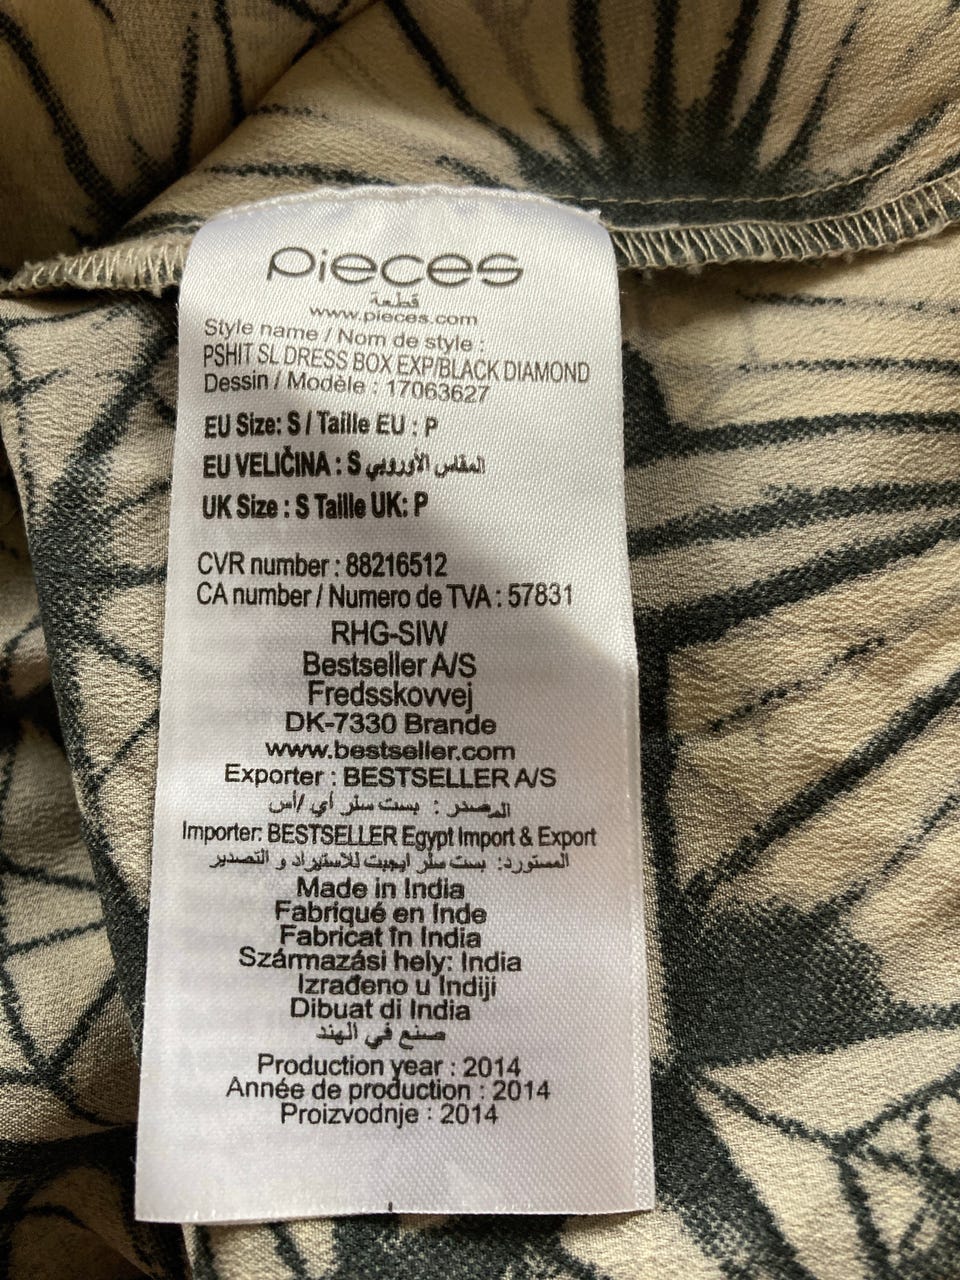 Pieces
قطعة
www.pieces.com
Style name / Nom de style :
PSHIT SL DRESS BOX EXP/BLACK DIAMOND
Dessin / Modèle : 17063627
EU Size: S / Taille EU : P
EU VELIČINA : S المقاس الأوروبي
UK Size : S Taille UK: P
CVR number : 88216512
CA number / Numero de TVA : 57831
RHG-SIW
Bestseller A/S
Fredsskovvej
DK-7330 Brande
www.bestseller.com
Exporter : BESTSELLER A/S
المصدر : بست سلر أي /أس
Importer: BESTSELLER Egypt Import & Export
المستورد: بست سلر ايجيبت للاستيراد و التصدير
Made in India
Fabriqué en Inde
Fabricat în India
Származási hely: India
Izrađeno u Indiji
Dibuat di India
صنع في الهند
Production year : 2014
Année de production : 2014
Proizvodnje : 2014